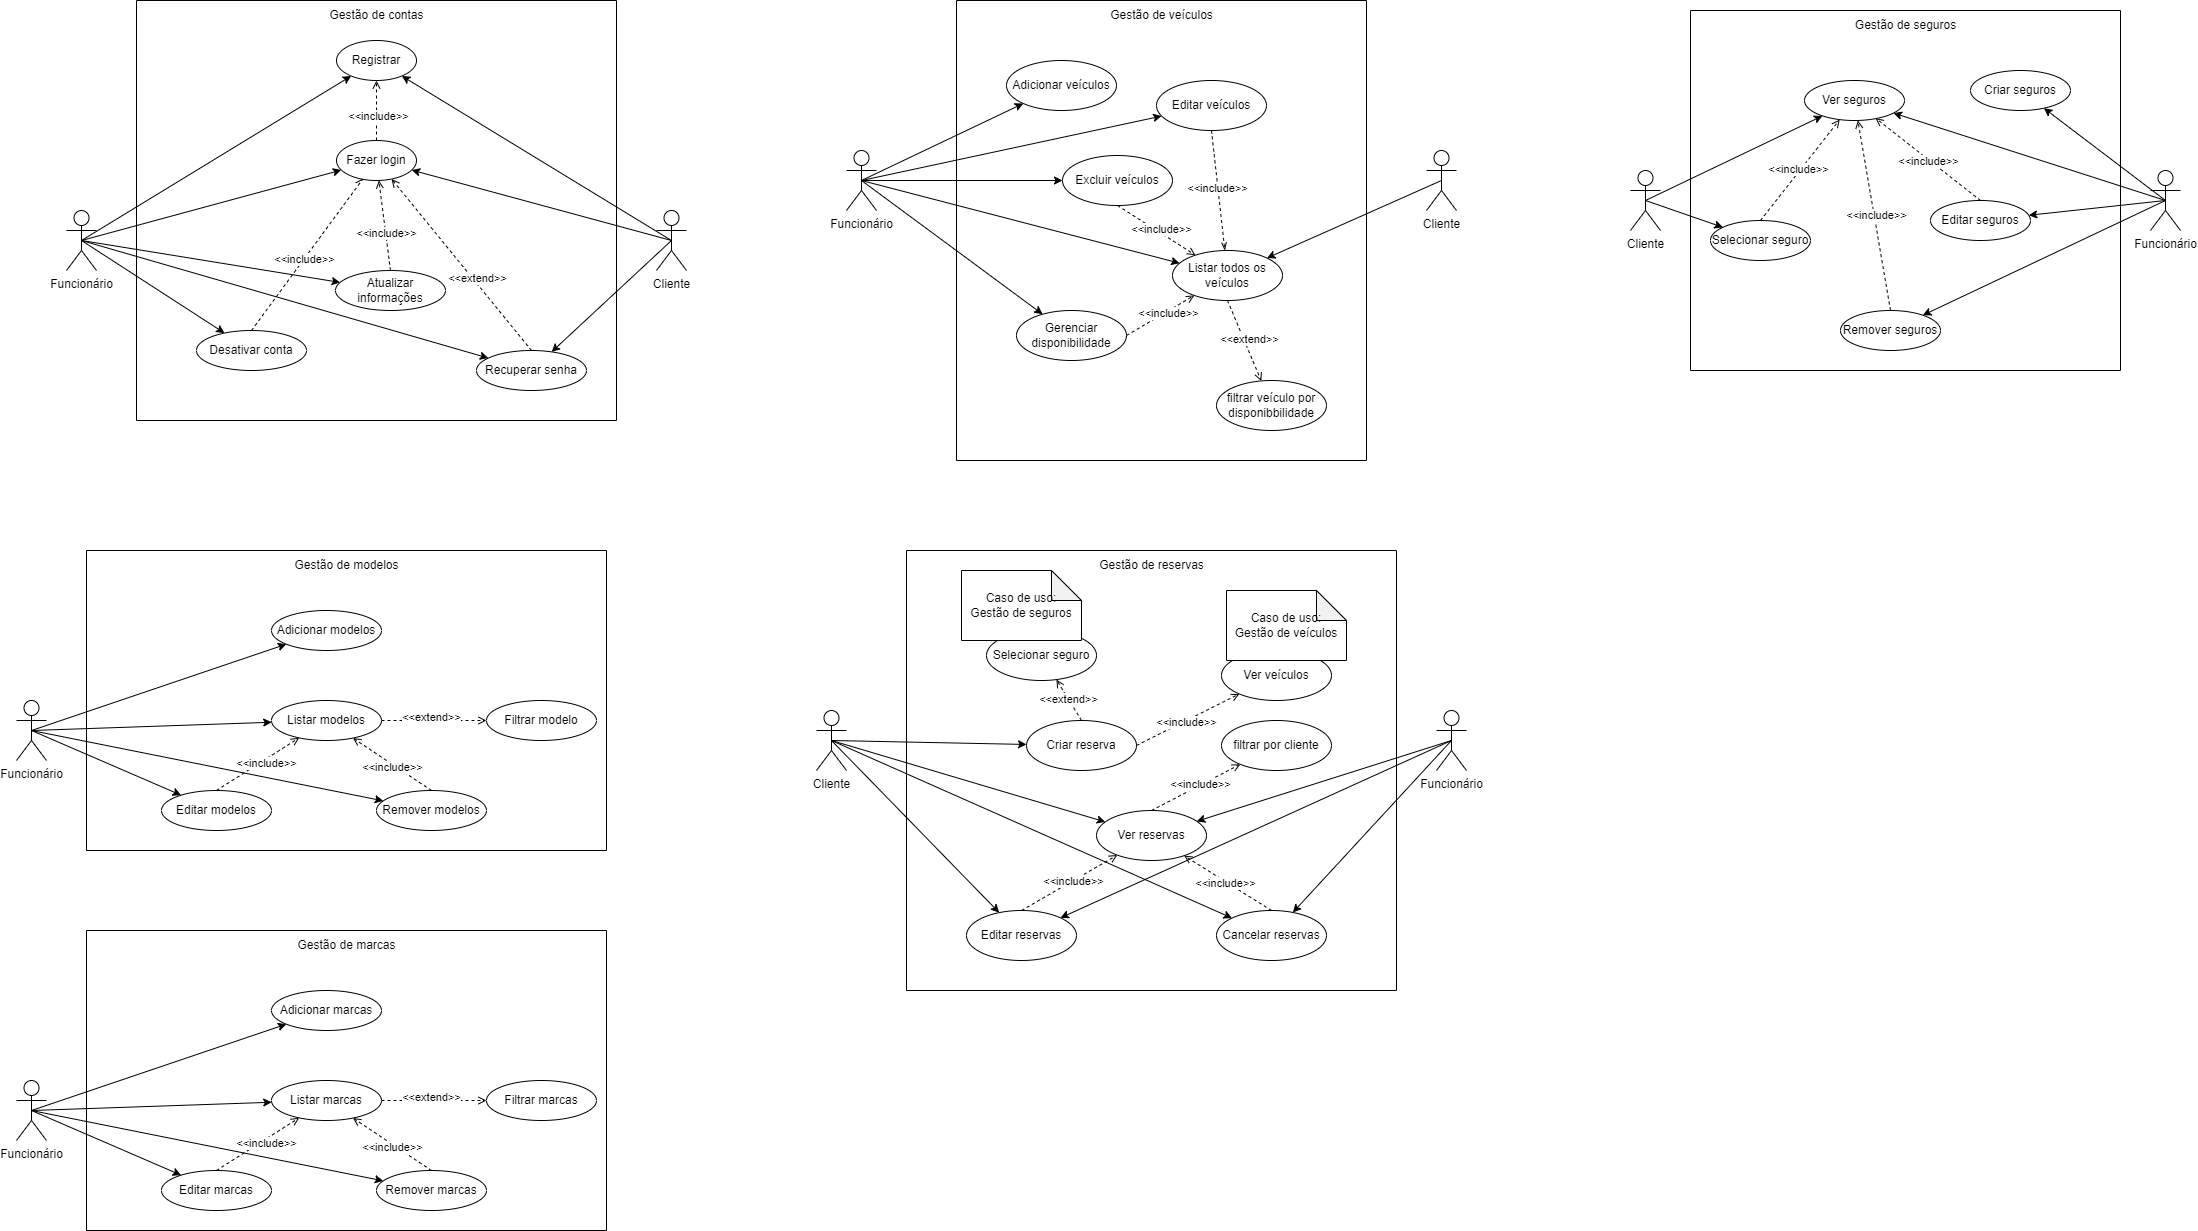 Gestão de contas
Registrar
<<include>>
Fazer login
<<include>>
<<include>>
<<extend>>
Funcionário
Cliente
Atualizar
informações
Desativar conta
Recuperar senha
Gestão de veículos
Adicionar veículos
Editar veículos
Excluir veículos
<<include>>
Funcionário
Cliente
<<include>>
Listar todos os
veículos
<<include>>
Gerenciar
disponibilidade
<<extend>>
filtrar veículo por
disponibbilidade
Gestão de seguros
Ver seguros
Criar seguros
<<include>>
<<include>>
<<include>>
Cliente
Selecionar seguro
Editar seguros
Funcionário
Remover seguros
Gestão de modelos
Adicionar modelos
Listar modelos
<<extend>>
Filtrar modelo
Funcionário
<<include>>
<<include>>
Editar modelos
Remover modelos
Gestão de reservas
Caso de uso:
Gestão de seguros
Caso de uso:
Gestão de veículos
Selecionar seguro
Ver veículos
<<extend>>
<<include>>
Criar reserva
filtrar por cliente
Cliente
Funcionário
<<include>>
Ver reservas
<<include>>
<<include>>
Editar reservas
Cancelar reservas
Gestão de marcas
Adicionar marcas
Listar marcas
<<extend>>
Filtrar marcas
Funcionário
<<include>>
<<include>>
Editar marcas
Remover marcas